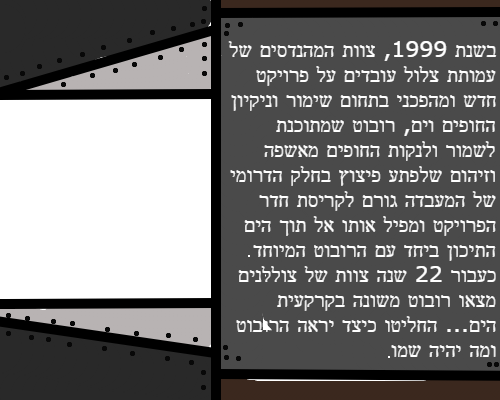 בשנת 1999, צוות המהנדסים של
עמותת צלול עובדים על פרויקט
חדש ומהפכני בתחום שימור וניקיון
החופים וים, רובוט שמתוכנת
לשמור ולנקות החופים מאשפה
וזיהום שלפתע פיצוץ בחלק הדרומי
של המעבדה גורם לקריסת חדר
הפרויקט ומפיל אותו אל תוך הים
התיכון ביחד עם הרובוט המיוחד.
כעבור 22 שנה צוות של צוללנים
מצאו רובוט משונה בקרקעית
הים... החליטו כיצד יראה הרובוט
ומה יהיה שמו.